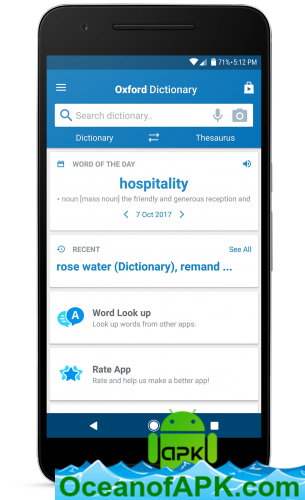 71% 5:12 PM
Oxford Dictionary
Search dictionary..
Dictionary Thesaurus
WORD OF THE DAY
hospitality
• noun [mass noun] the friendly and generous reception and
7 Oct 2017
RECENT See All
rose water (Dictionary), remand ...
A
Word Look up
Look up words from other apps.
Rate App
Rate and help us make a better app!
apk
OceanofAPK.com